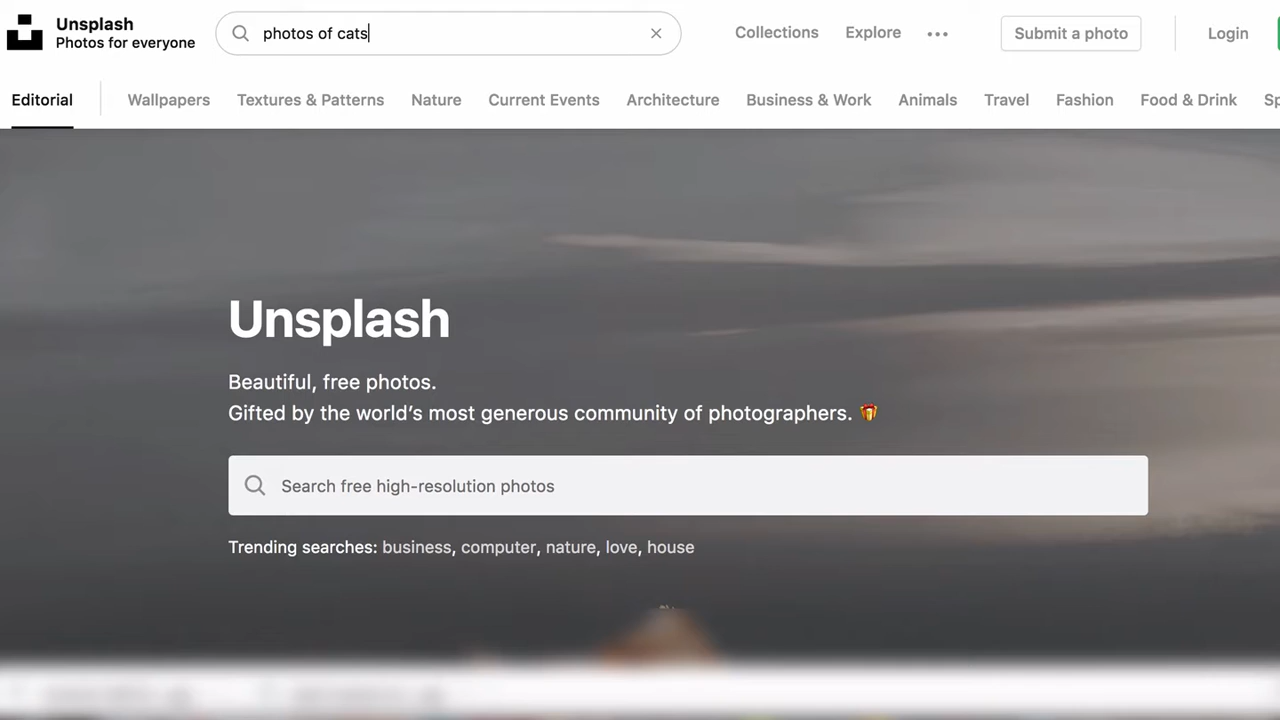 Unsplash
Photos for everyone
photos of cats
Collections
Explore
Submit a photo
Login
Editorial
Wallpapers
Textures & Patterns
Nature
Current Events
Architecture
Business & Work
Animals
Travel
Fashion
Food & Drink
Sp
Unsplash
Beautiful, free photos.
Gifted by the world’s most generous community of photographers. 🎁
Search free high-resolution photos
Trending searches: business, computer, nature, love, house